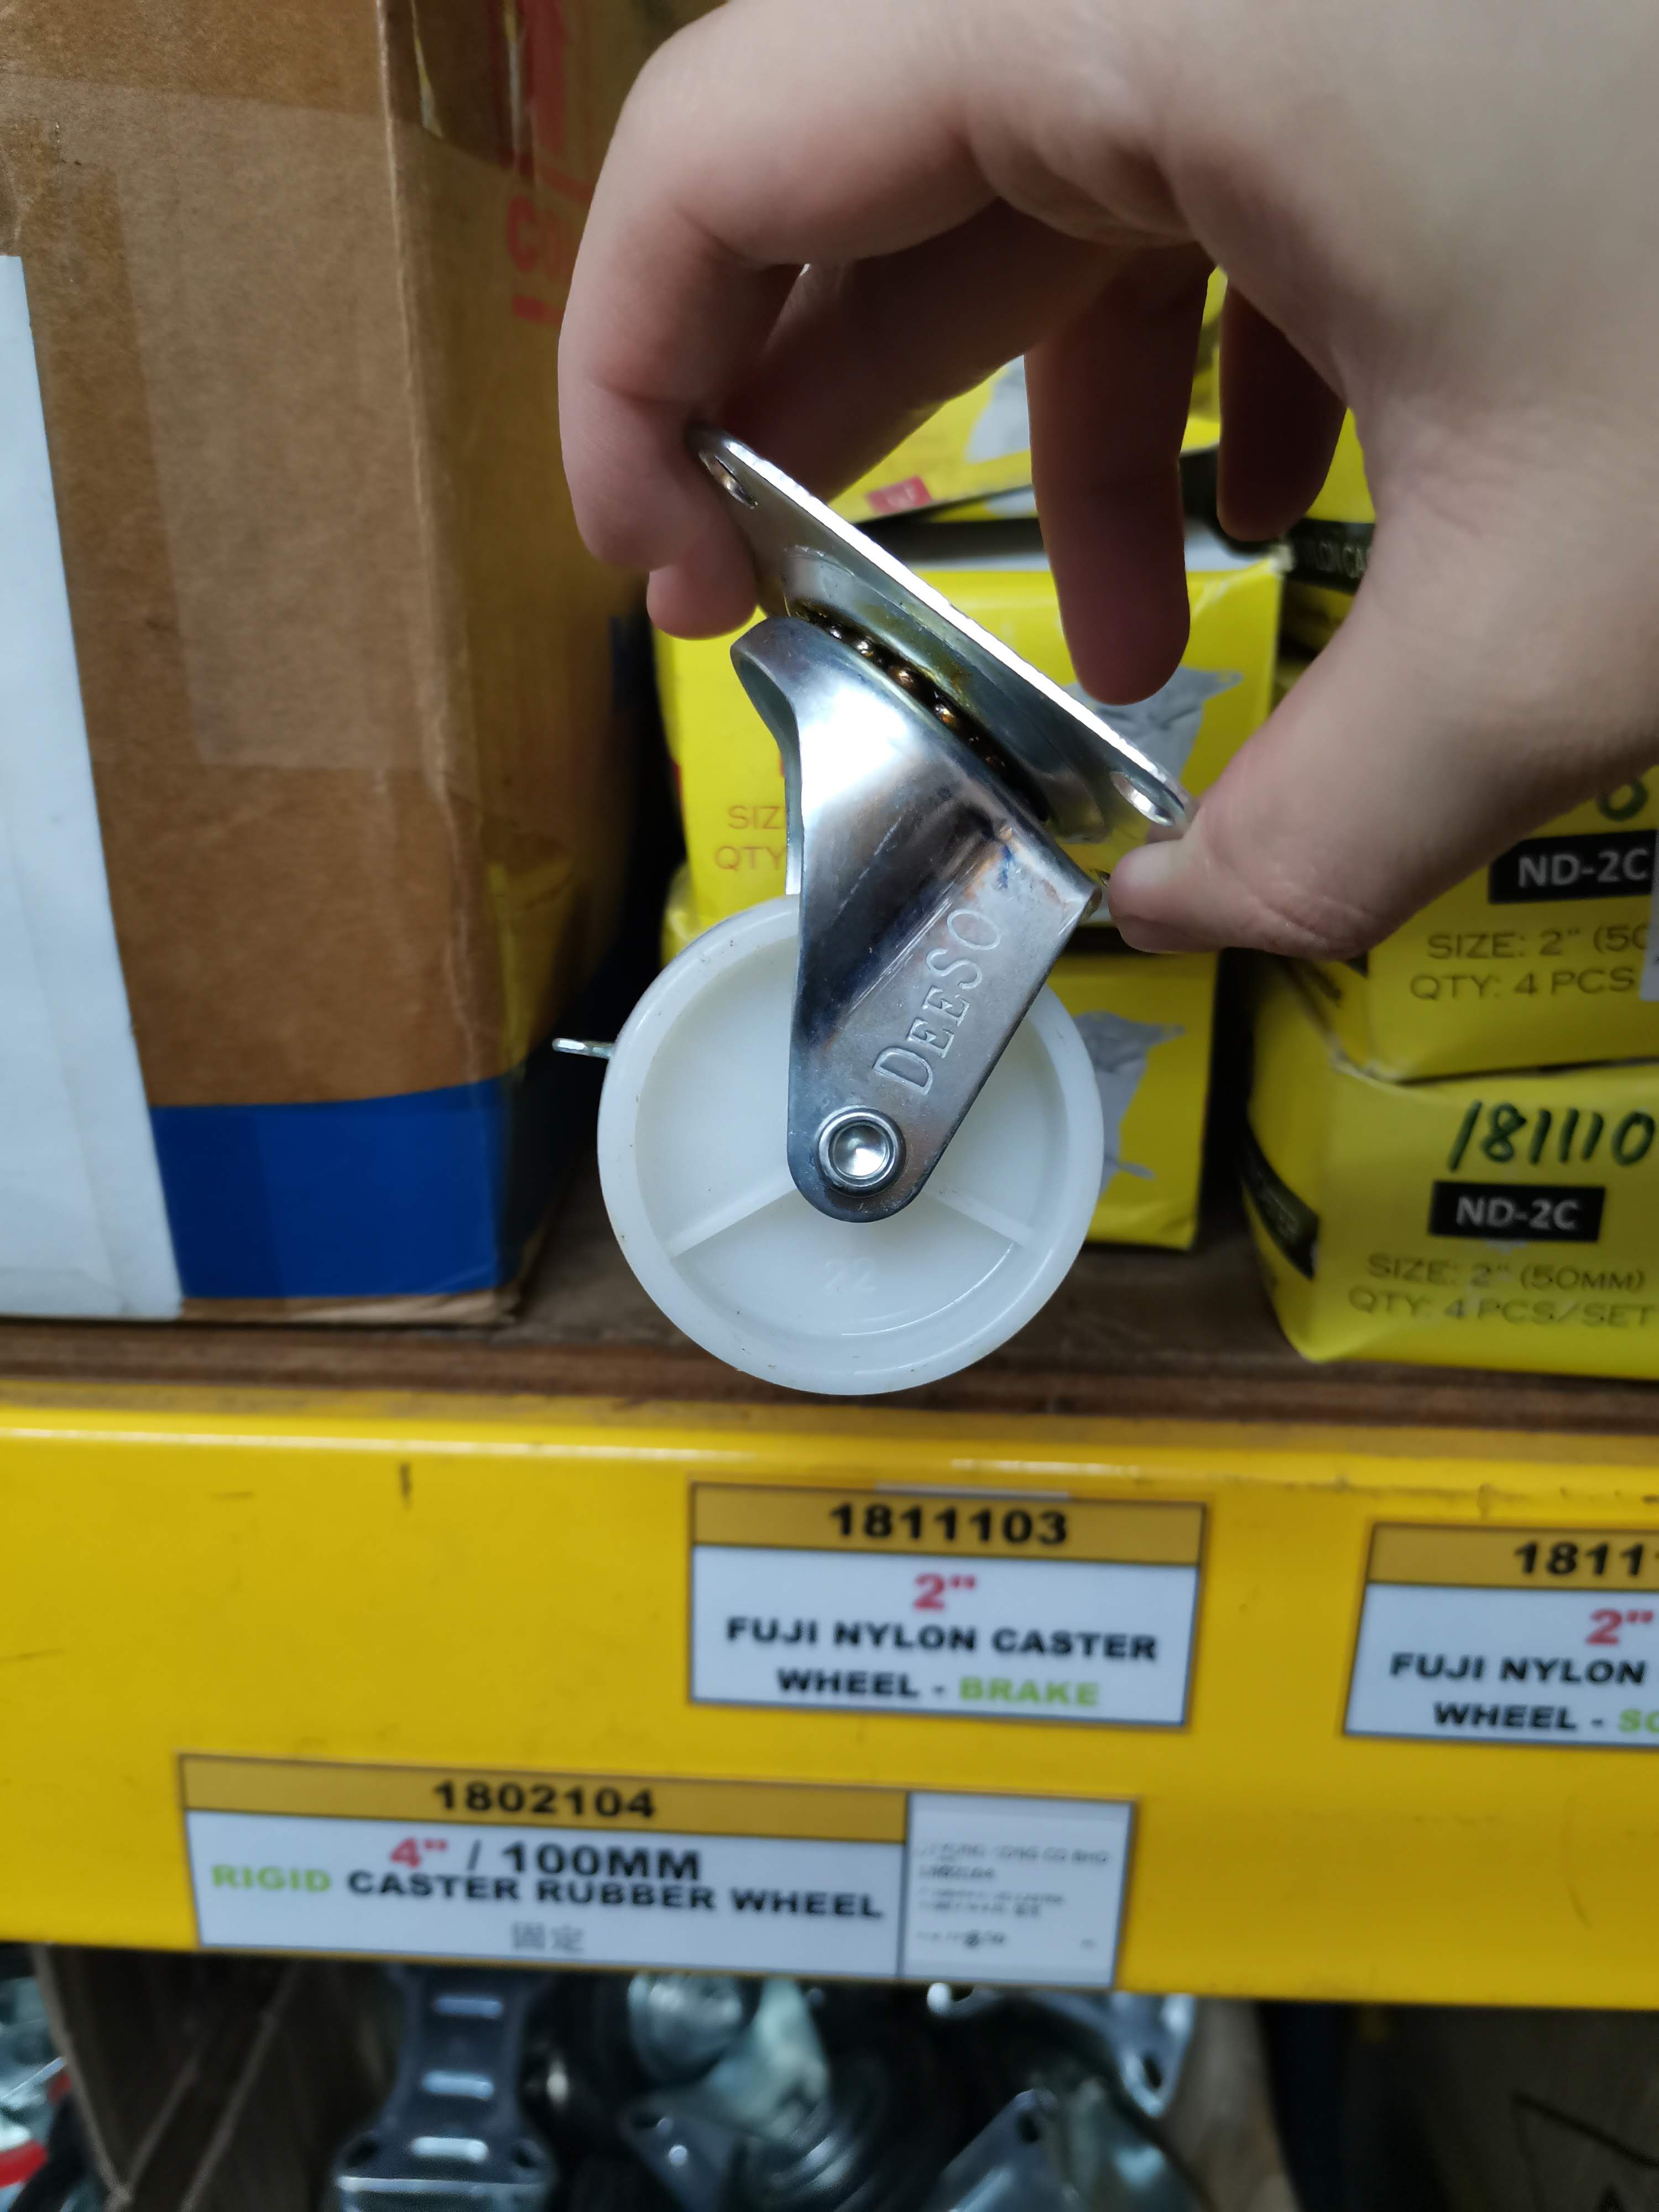 SIZ
QTY
ND-2C
SIZE: 2" (50
QTY: 4 PCS
DEESO
181110
ND-2C
SIZE: 2" (50MM)
QTY: 4 PCS/SET
22
1811103
2"
FUJI NYLON CASTER
WHEEL - BRAKE
1811
2"
FUJI NYLON
WHEEL -
1802104
4" / 100MM
RIGID CASTER RUBBER WHEEL
固定